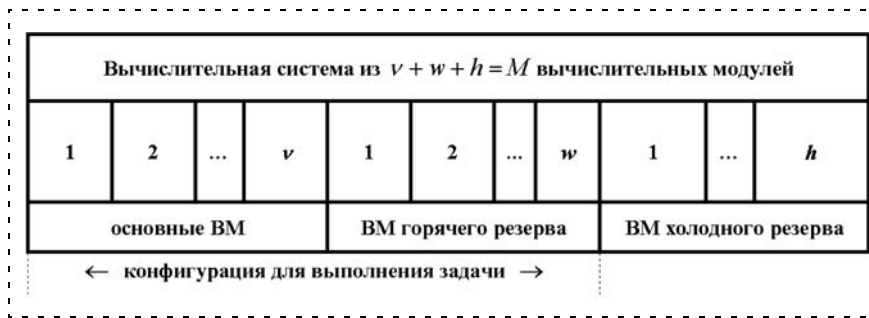 Вычислительная система из ν + w + h = M вычислительных модулей
1 2 ... ν 1 2 ... w 1 ... h
основные ВМ ВМ горячего резерва ВМ холодного резерва
← конфигурация для выполнения задачи →